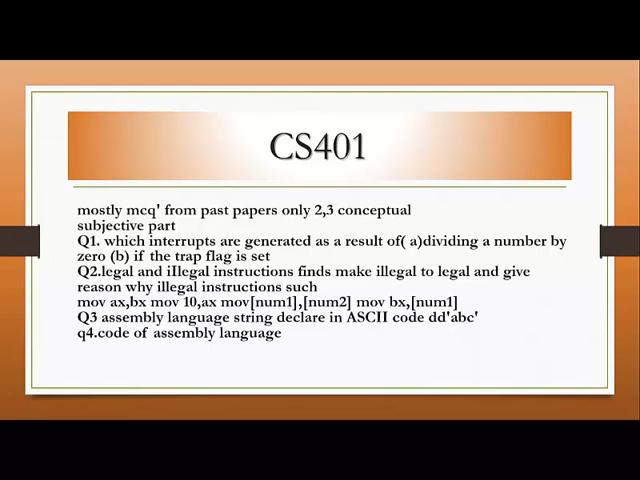 CS401
mostly mcq' from past papers only 2,3 conceptual
subjective part
Q1. which interrupts are generated as a result of( a)dividing a number by
zero (b) if the trap flag is set
Q2.legal and iIlegal instructions finds make illegal to legal and give
reason why illegal instructions such
mov ax,bx mov 10,ax mov[num1],[num2] mov bx,[num1]
Q3 assembly language string declare in ASCII code dd'abc'
q4.code of assembly language